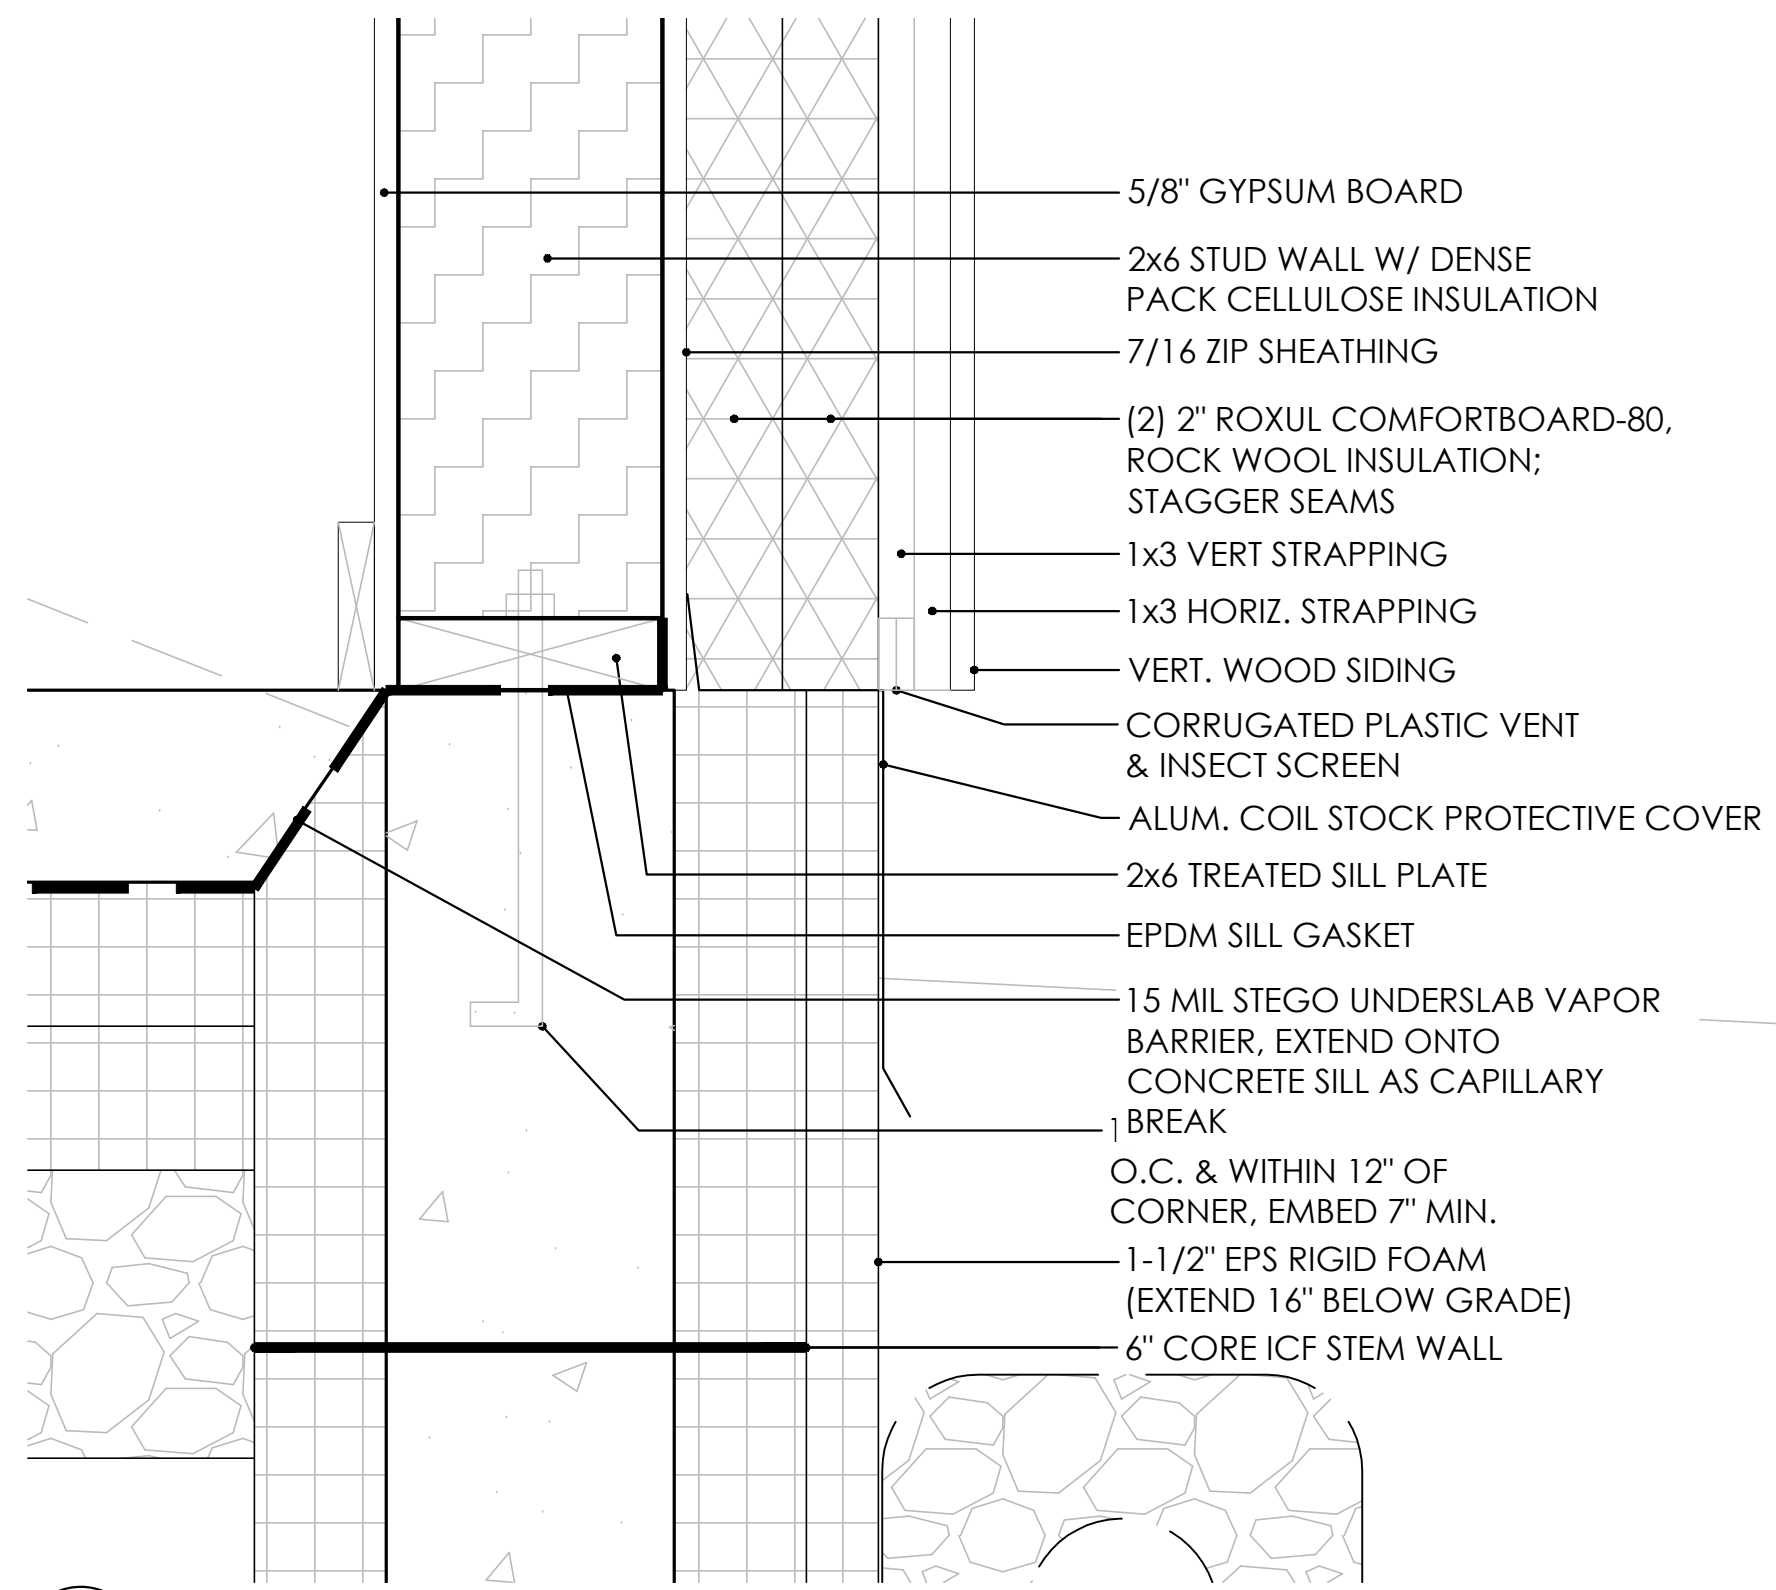 5/8" GYPSUM BOARD
2x6 STUD WALL W/ DENSE
PACK CELLULOSE INSULATION
7/16 ZIP SHEATHING
(2) 2" ROXUL COMFORTBOARD-80,
ROCK WOOL INSULATION;
STAGGER SEAMS
1x3 VERT STRAPPING
1x3 HORIZ. STRAPPING
VERT. WOOD SIDING
CORRUGATED PLASTIC VENT
& INSECT SCREEN
ALUM. COIL STOCK PROTECTIVE COVER
2x6 TREATED SILL PLATE
EPDM SILL GASKET
15 MIL STEGO UNDERSLAB VAPOR
BARRIER, EXTEND ONTO
CONCRETE SILL AS CAPILLARY
BREAK
O.C. & WITHIN 12" OF
CORNER, EMBED 7" MIN.
1-1/2" EPS RIGID FOAM
(EXTEND 16" BELOW GRADE)
6" CORE ICF STEM WALL